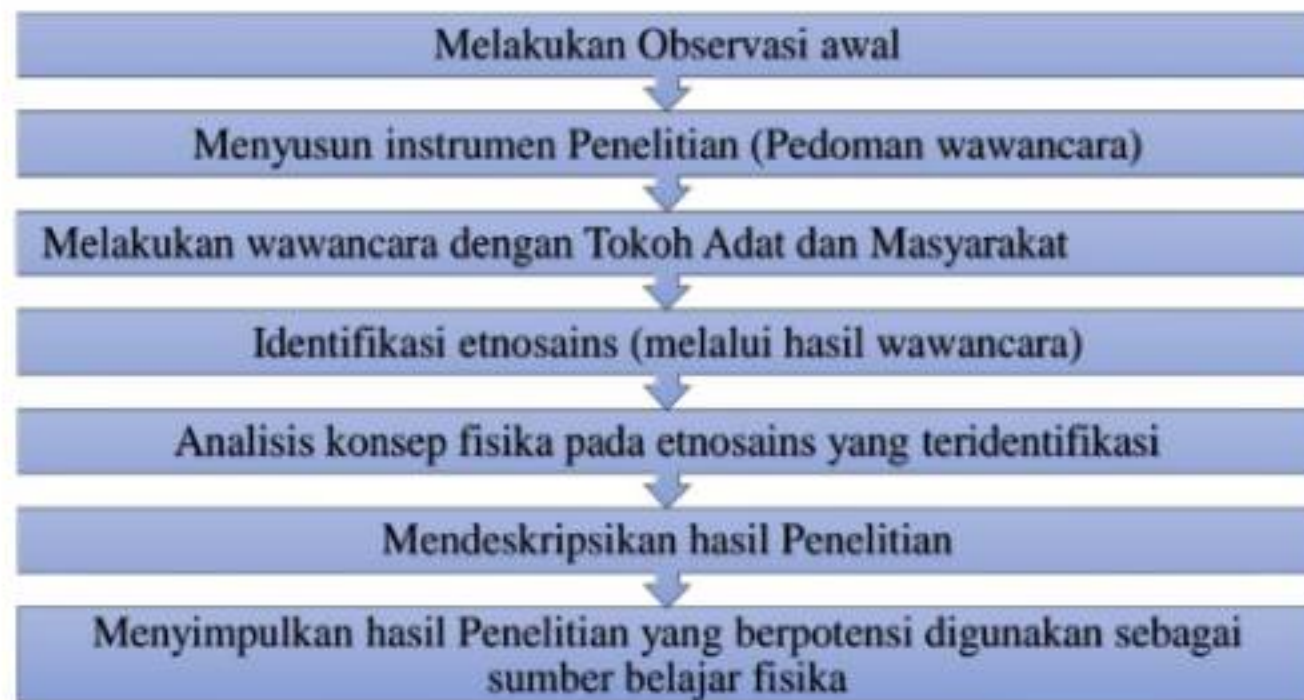 Melakukan Observasi awal
Menyusun instrumen Penelitian (Pedoman wawancara)
Melakukan wawancara dengan Tokoh Adat dan Masyarakat
Identifikasi etnosains (melalui hasil wawancara)
Analisis konsep fisika pada etnosains yang teridentifikasi
Mendeskripsikan hasil Penelitian
Menyimpulkan hasil Penelitian yang berpotensi digunakan sebagai
sumber belajar fisika